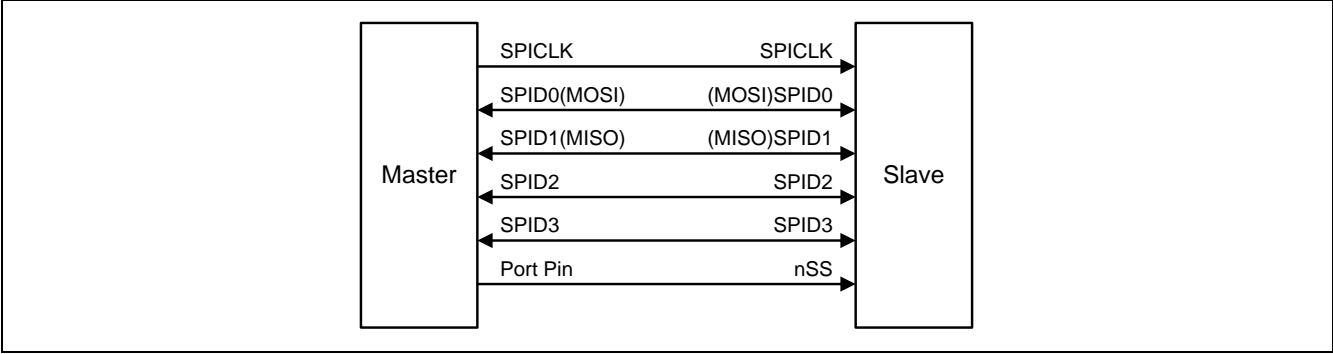 SPICLK SPICLK
SPID0(MOSI) (MOSI)SPID0
SPID1(MISO) (MISO)SPID1
Master SPID2 SPID2 Slave
SPID3 SPID3
Port Pin nSS